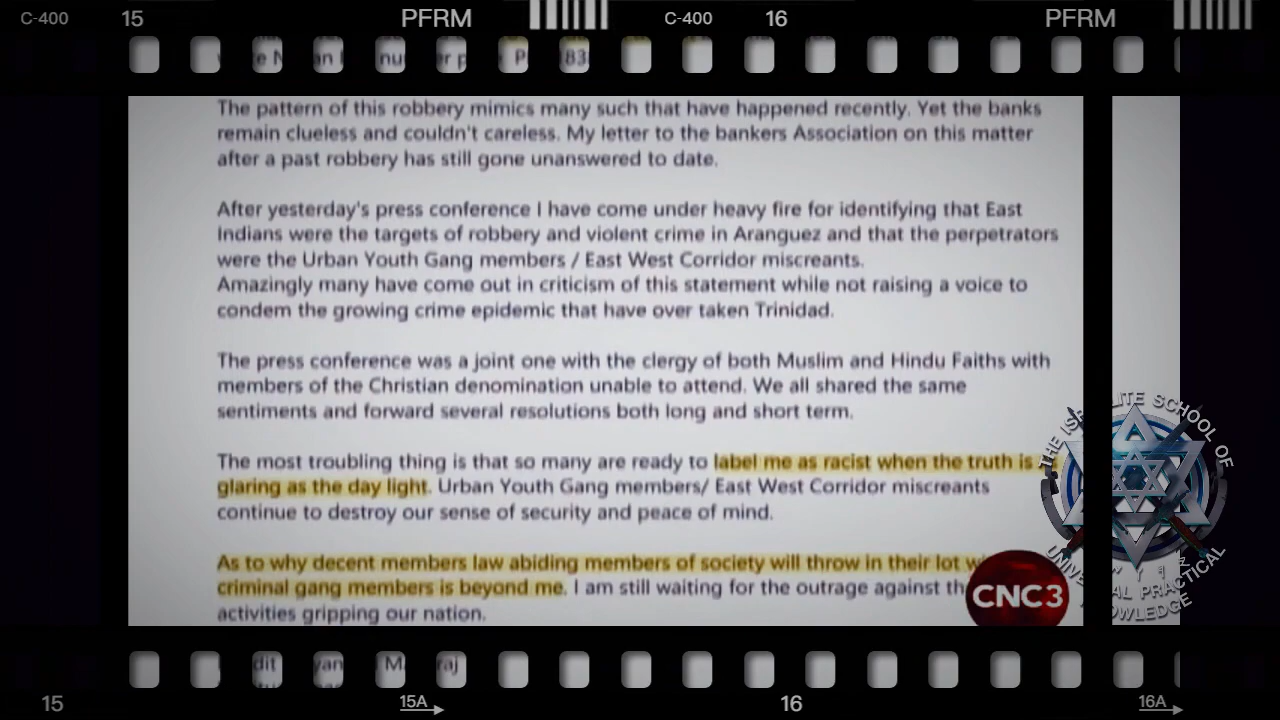 C-400 15 PFRM C-400 16 PFRM
The pattern of this robbery mimics many such that have happened recently. Yet the banks
remain clueless and couldn't careless. My letter to the bankers Association on this matter
after a past robbery has still gone unanswered to date.
After yesterday's press conference I have come under heavy fire for identifying that East
Indians were the targets of robbery and violent crime in Aranguez and that the perpetrators
were the Urban Youth Gang members / East West Corridor miscreants.
Amazingly many have come out in criticism of this statement while not raising a voice to
condem the growing crime epidemic that have over taken Trinidad.
The press conference was a joint one with the clergy of both Muslim and Hindu Faiths with
members of the Christian denomination unable to attend. We all shared the same
sentiments and forward several resolutions both long and short term.
The most troubling thing is that so many are ready to label me as racist when the truth is
glaring as the day light. Urban Youth Gang members/ East West Corridor miscreants
continue to destroy our sense of security and peace of mind.
As to why decent members law abiding members of society will throw in their lot
criminal gang members is beyond me. I am still waiting for the outrage against
activities gripping our nation.
CNC3
THE ISRAELITE SCHOOL OF
UNIVERSAL PRACTICAL
KNOWLEDGE
15 15A 16 16A